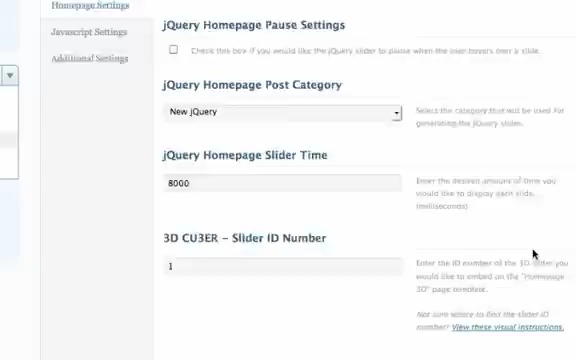 Homepage Settings
Javascript Settings
Additional Settings
jQuery Homepage Pause Settings
Check this box if you would like the jQuery slider to pause when the user hovers over a slide.
jQuery Homepage Post Category
New jQuery
Select the category that will be used for
generating the jQuery slides.
jQuery Homepage Slider Time
8000
Enter the desired amount of time you
would like to display each slide.
(milliseconds)
3D CU3ER – Slider ID Number
1
Enter the ID number of the 3D slider you
would like to embed on the "Homepage
3D" page template.
Not sure where to find the slider ID
number? View these visual instructions.